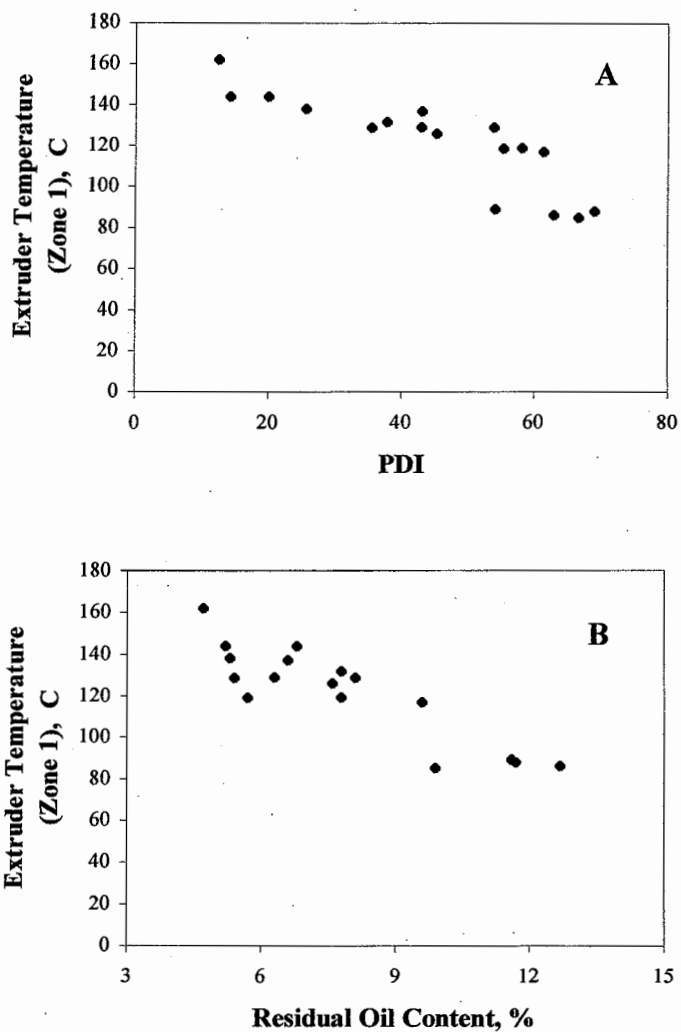 180
160
140
120
100
80
60
40
20
0
Extruder Temperature
(Zone 1), C
A
0 20 40 60 80
PDI
180
160
140
120
100
80
60
40
20
0
Extruder Temperature
(Zone 1), C
B
3 6 9 12 15
Residual Oil Content, %